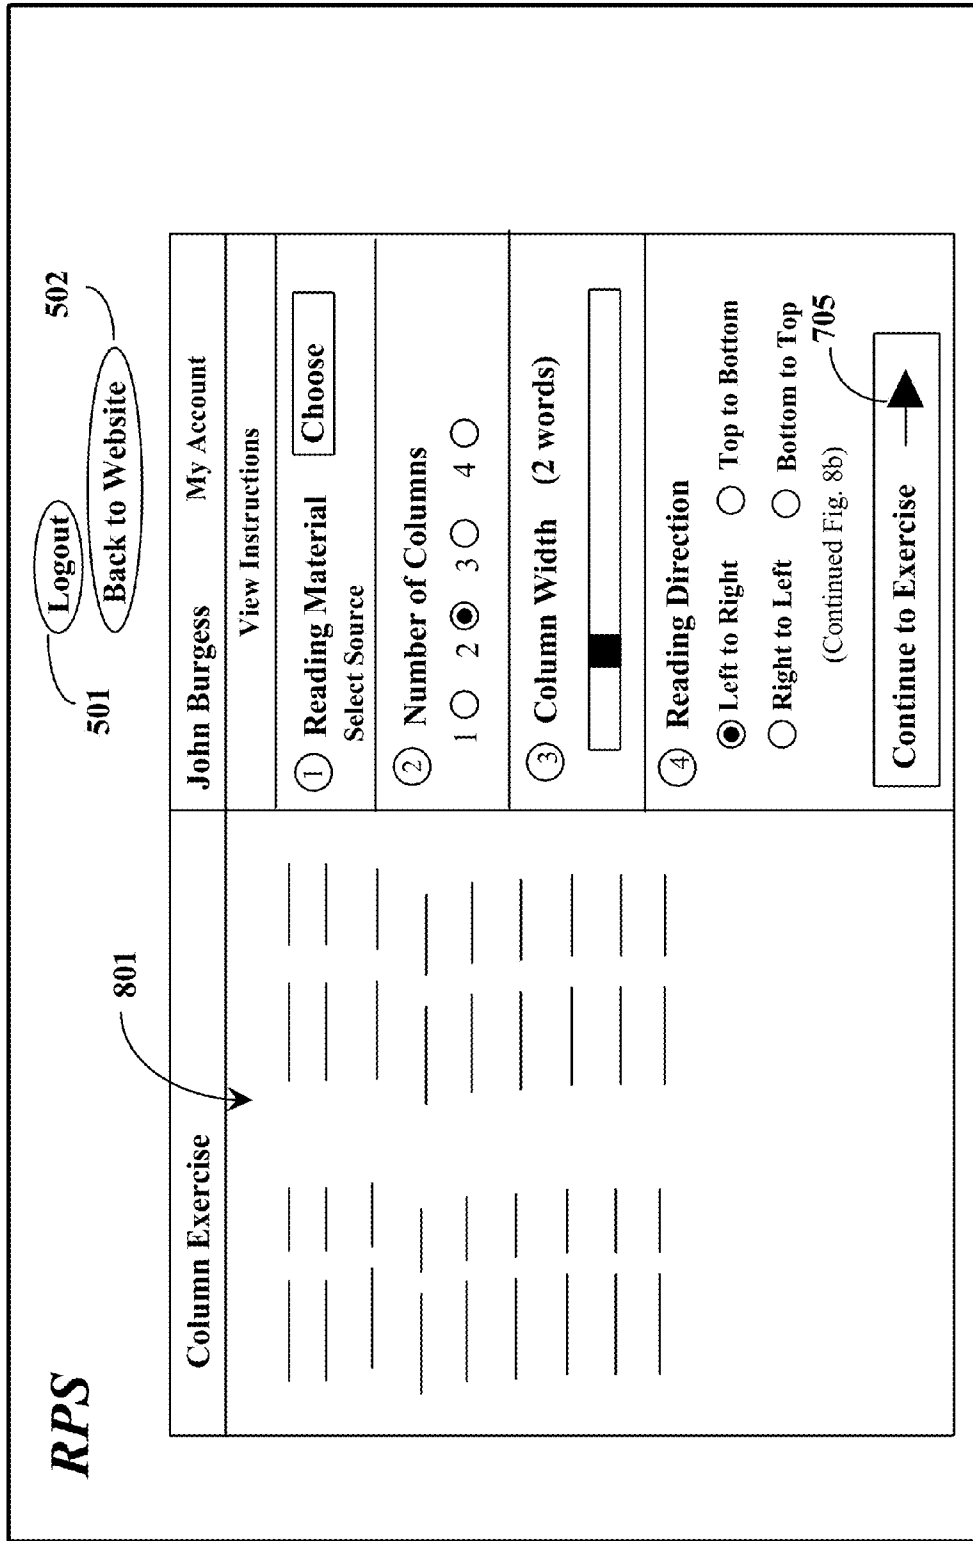 RPS
501
Logout
Back to Website
502
Column Exercise
801
John Burgess My Account
View Instructions
1 Reading Material Choose
Select Source
2 Number of Columns
1 2 3 4
3 Column Width (2 words)
4 Reading Direction
Left to Right Top to Bottom
Right to Left Bottom to Top
(Continued Fig. 8b)
705
Continue to Exercise